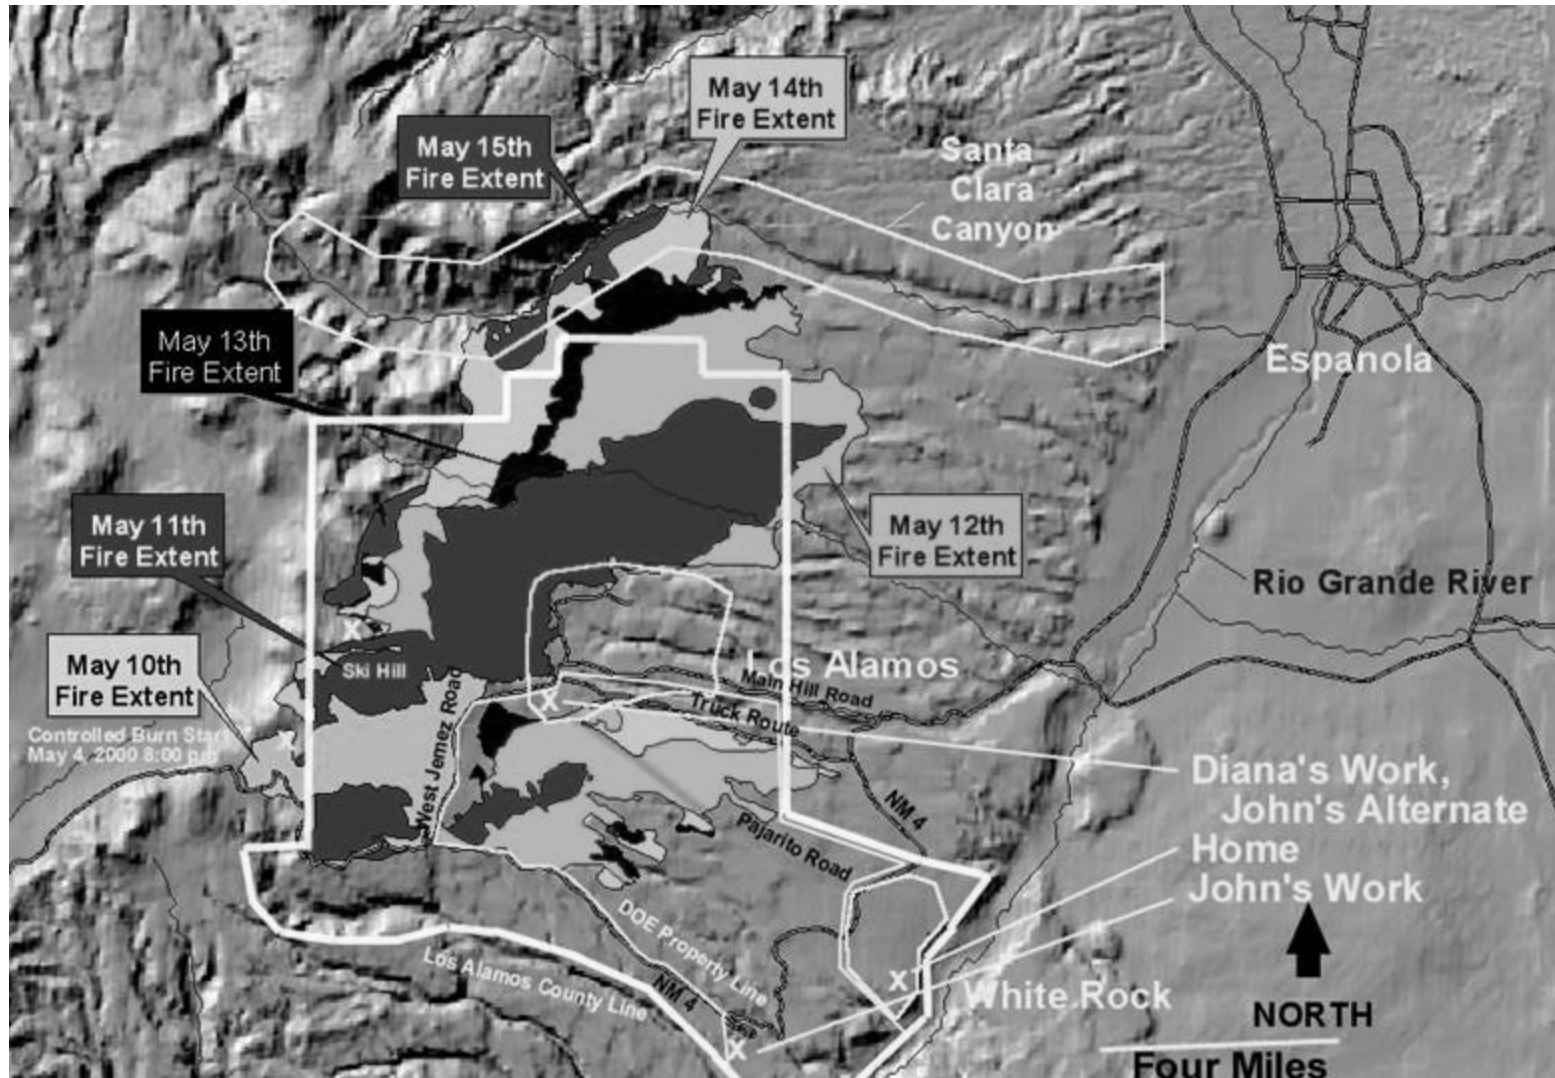 May 14th
Fire Extent
May 15th
Fire Extent
Santa
Clara
Canyon
May 13th
Fire Extent
Espanola
May 11th
Fire Extent
May 12th
Fire Extent
Rio Grande River
May 10th
Fire Extent
Ski Hill
Los Alamos
Main Hill Road
Truck Route
West Jemez Road
Controlled Burn Start
May 4, 2000 8:00 pm
X
X
Diana's Work,
John's Alternate
NM 4
Pajarito Road
Home
John's Work
DOE Property Line
Los Alamos County Line
NM 4
X
White Rock
X
NORTH
Four Miles